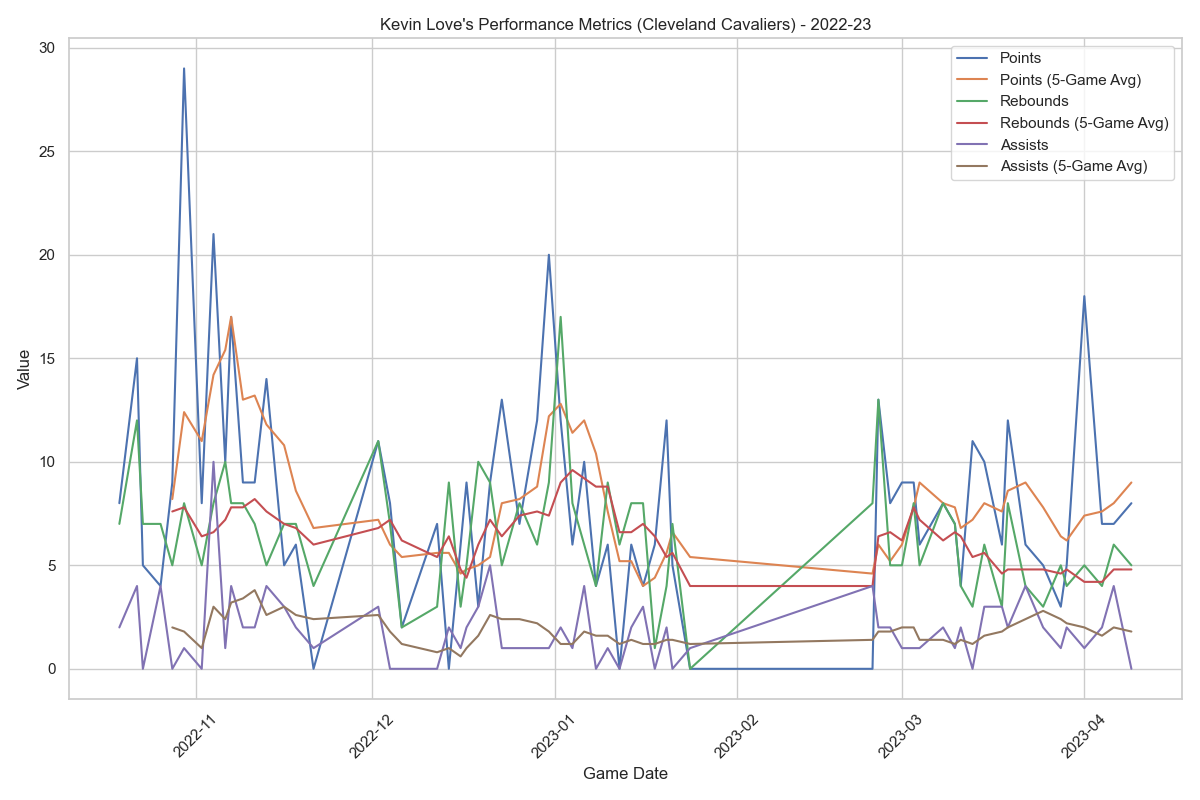 Kevin Love's Performance Metrics (Cleveland Cavaliers) - 2022-23
30
25
20
15
10
5
0
Value
Points
Points (5-Game Avg)
Rebounds
Rebounds (5-Game Avg)
Assists
Assists (5-Game Avg)
2022-11
2022-12
2023-01
2023-02
2023-03
2023-04
Game Date